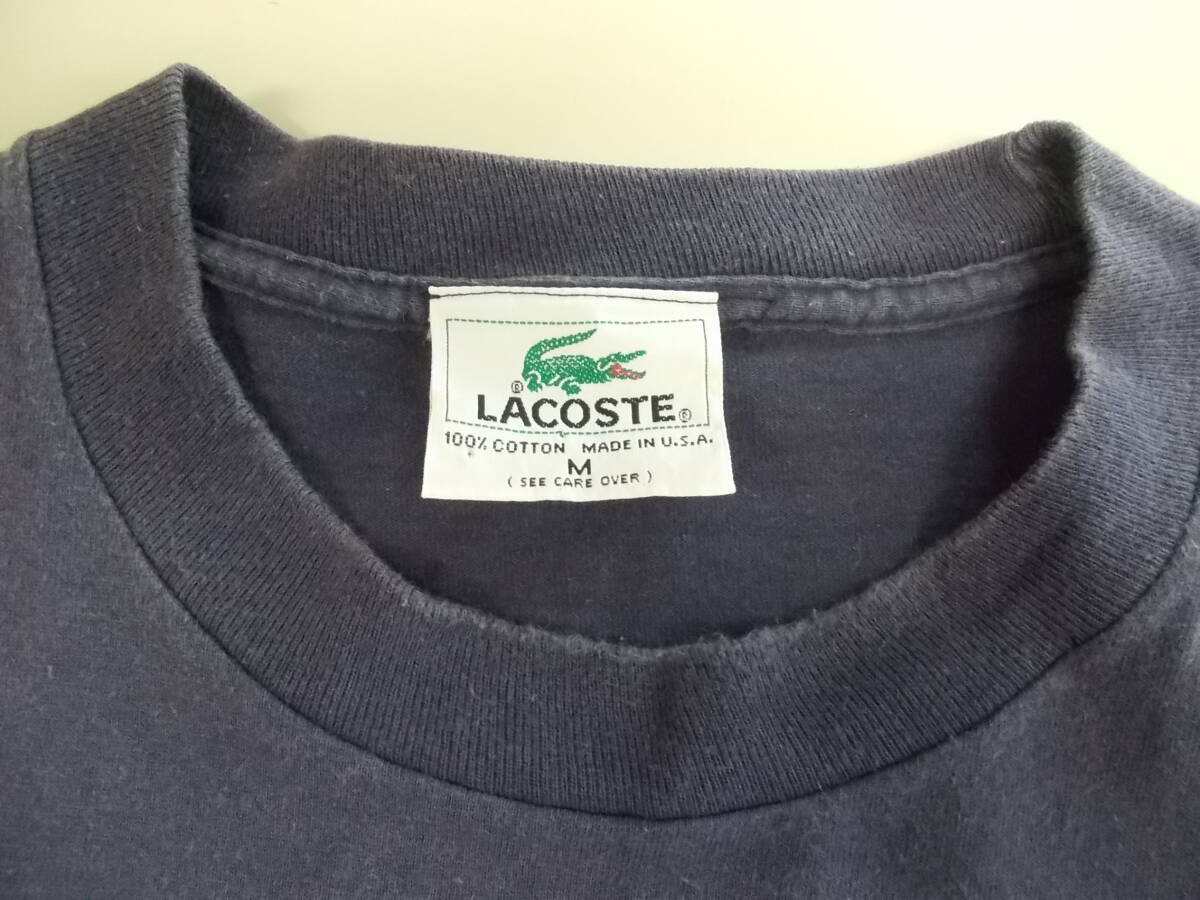 ®
LACOSTE®
100% COTTON MADE IN U.S.A.
M
( SEE CARE OVER )